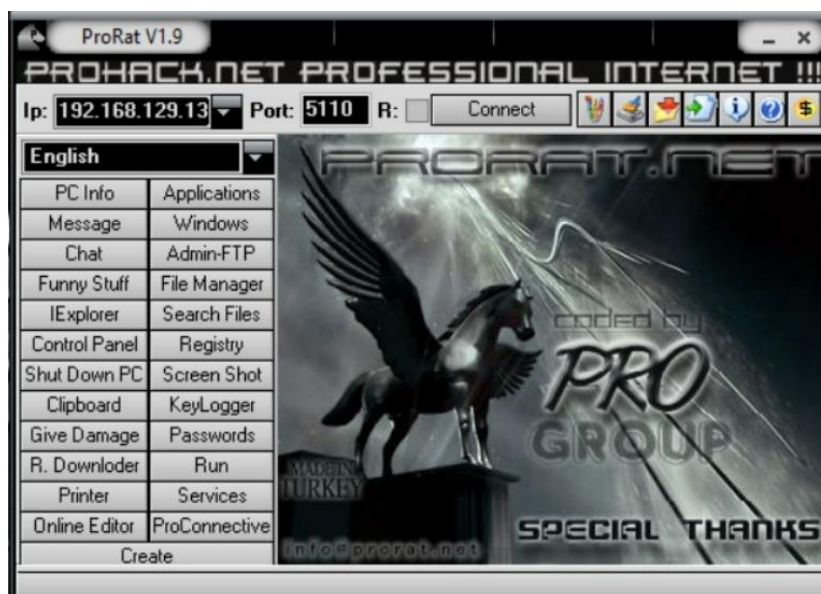 ProRat V1.9
PROHACK.NET PROFESSIONAL INTERNET !!!
Ip: 192.168.129.13 Port: 5110 R: Connect
English
PC Info Applications
Message Windows
Chat Admin-FTP
Funny Stuff File Manager
IExplorer Search Files
Control Panel Registry
Shut Down PC Screen Shot
Clipboard KeyLogger
Give Damage Passwords
R. Downloder Run
Printer Services
Online Editor ProConnective
Create
PRORAT.NET
coded by
PRO
GROUP
MADE IN
TURKEY
SPECIAL THANKS
info@prorat.net